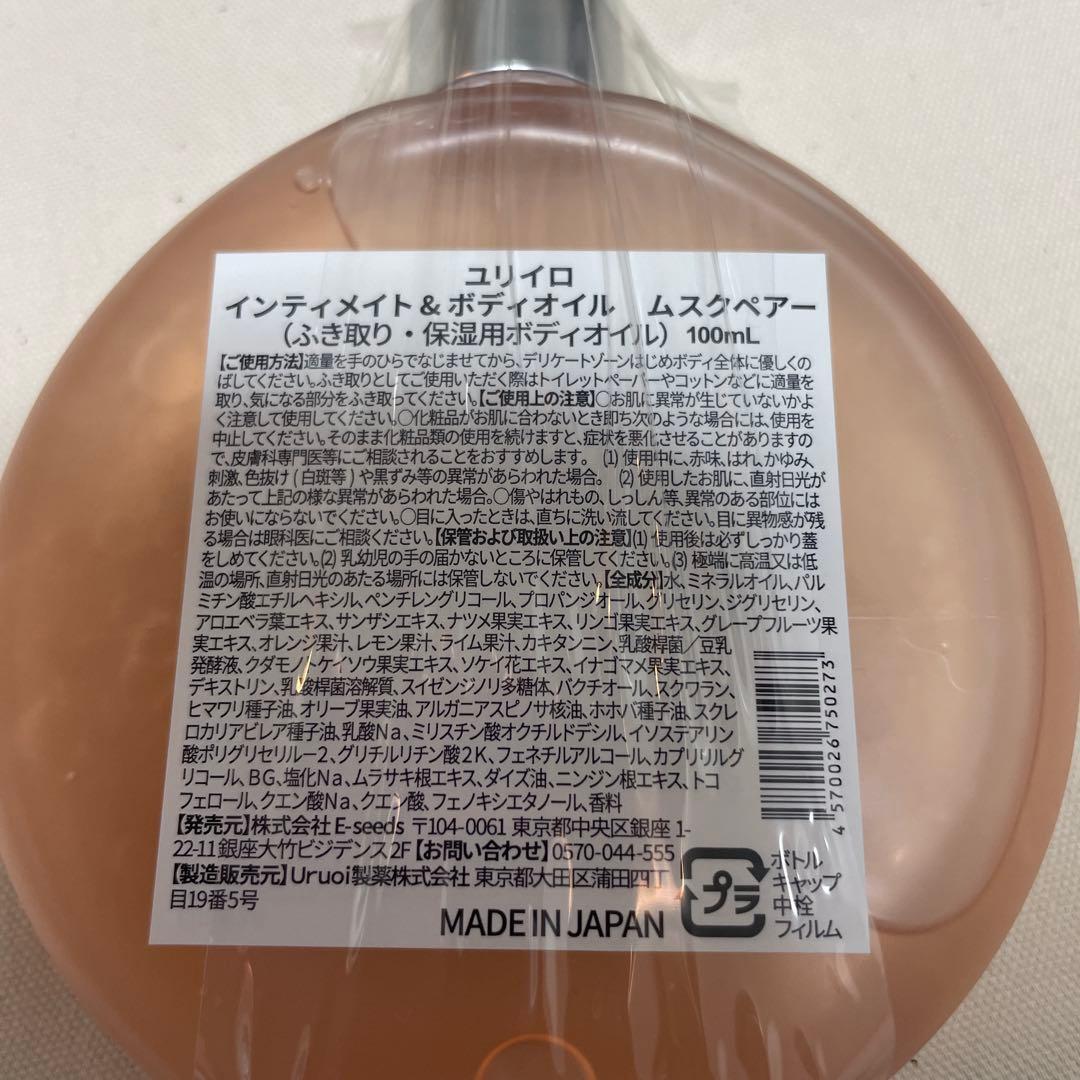 ユリイロ
インティメイト&ボディオイル　ムスクペアー
（ふき取り・保湿用ボディオイル）100mL
【ご使用方法】適量を手のひらでなじませてから、デリケートゾーンはじめボディ全体に優しくの
ばしてください。ふき取りとしてご使用いただく際はトイレットペーパーやコットンなどに適量を
取り、気になる部分をふき取ってください。【ご使用上の注意】○お肌に異常が生じていないかよ
く注意して使用してください。○化粧品がお肌に合わないとき即ち次のような場合には、使用を
中止してください。そのまま化粧品類の使用を続けますと、症状を悪化させることがありますの
で、皮膚科専門医等にご相談されることをおすすめします。 (1) 使用中に、赤味、はれ、かゆみ、
刺激、色抜け ( 白斑等 ) や黒ずみ等の異常があらわれた場合。 (2) 使用したお肌に、直射日光が
あたって上記の様な異常があらわれた場合。○傷やはれもの、しっしん等、異常のある部位には
お使いにならないでください。○目に入ったときは、直ちに洗い流してください。目に異物感が残
る場合は眼科医にご相談ください。【保管および取扱い上の注意】(1) 使用後は必ずしっかり蓋
をしめてください。(2) 乳幼児の手の届かないところに保管してください。(3) 極端に高温又は低
温の場所、直射日光のあたる場所には保管しないでください。【全成分】水、ミネラルオイル、パル
ミチン酸エチルヘキシル、ペンチレングリコール、プロパンジオール、グリセリン、ジグリセリン、
アロエベラ葉エキス、サンザシエキス、ナツメ果実エキス、リンゴ果実エキス、グレープフルーツ果
実エキス、オレンジ果汁、レモン果汁、ライム果汁、カキタンニン、乳酸桿菌／豆乳
発酵液、クダモノトケイソウ果実エキス、ソケイ花エキス、イナゴマメ果実エキス、
デキストリン、乳酸桿菌溶解質、スイゼンジノリ多糖体、バクチオール、スクワラン、
ヒマワリ種子油、オリーブ果実油、アルガニアスピノサ核油、ホホバ種子油、スクレ
ロカリアビレア種子油、乳酸Na、ミリスチン酸オクチルドデシル、イソステアリン
酸ポリグリセリル－2、グリチルリチン酸2K、フェネチルアルコール、カプリリルグ
リコール、BG、塩化Na、ムラサキ根エキス、ダイズ油、ニンジン根エキス、トコ
フェロール、クエン酸Na、クエン酸、フェノキシエタノール、香料
【発売元】株式会社 E-seeds 〒104-0061 東京都中央区銀座 1-
22-11 銀座大竹ビジデンス 2F【お問い合わせ】0570-044-555
【製造販売元】Uruoi製薬株式会社 東京都大田区蒲田四丁
目19番5号
MADE IN JAPAN
プラ
ボトル
キャップ
中栓
フィルム
4 570026 750273